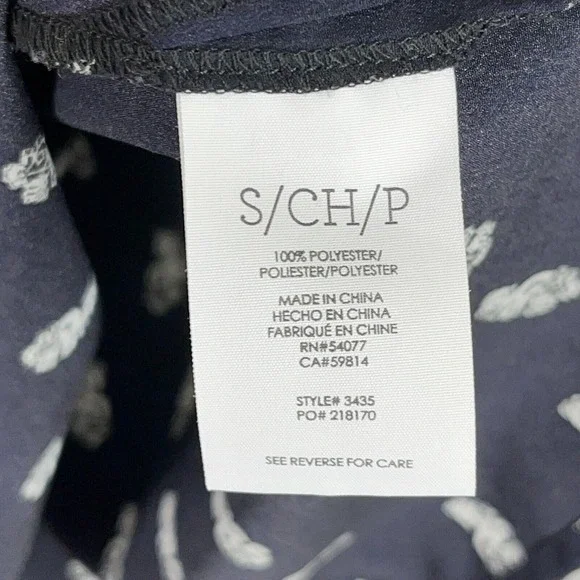 S/CH/P
100% POLYESTER/
POLIESTER/POLYESTER
MADE IN CHINA
HECHO EN CHINA
FABRIQUÉ EN CHINE
RN#54077
CA#59814
STYLE# 3435
PO# 218170
SEE REVERSE FOR CARE